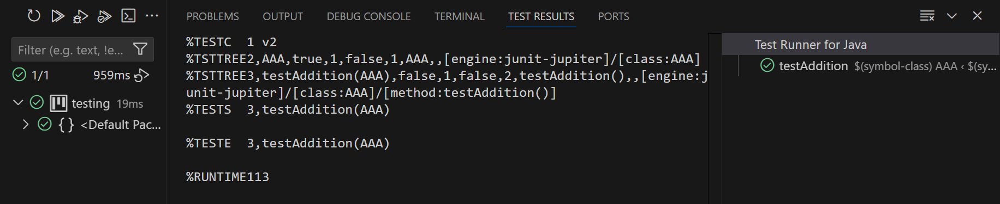 PROBLEMS OUTPUT DEBUG CONSOLE TERMINAL TEST RESULTS PORTS
Filter (e.g. text, !e...
1/1 959ms
testing 19ms
<Default Pac...
%TESTC  1 v2
%TSTTREE2,AAA,true,1,false,1,AAA,,[engine:junit-jupiter]/[class:AAA]
%TSTTREE3,testAddition(AAA),false,1,false,2,testAddition(),,[engine:j
unit-jupiter]/[class:AAA]/[method:testAddition()]
%TESTS  3,testAddition(AAA)
%TESTE  3,testAddition(AAA)
%RUNTIME113
Test Runner for Java
testAddition $(symbol-class) AAA ‹ $(sy...